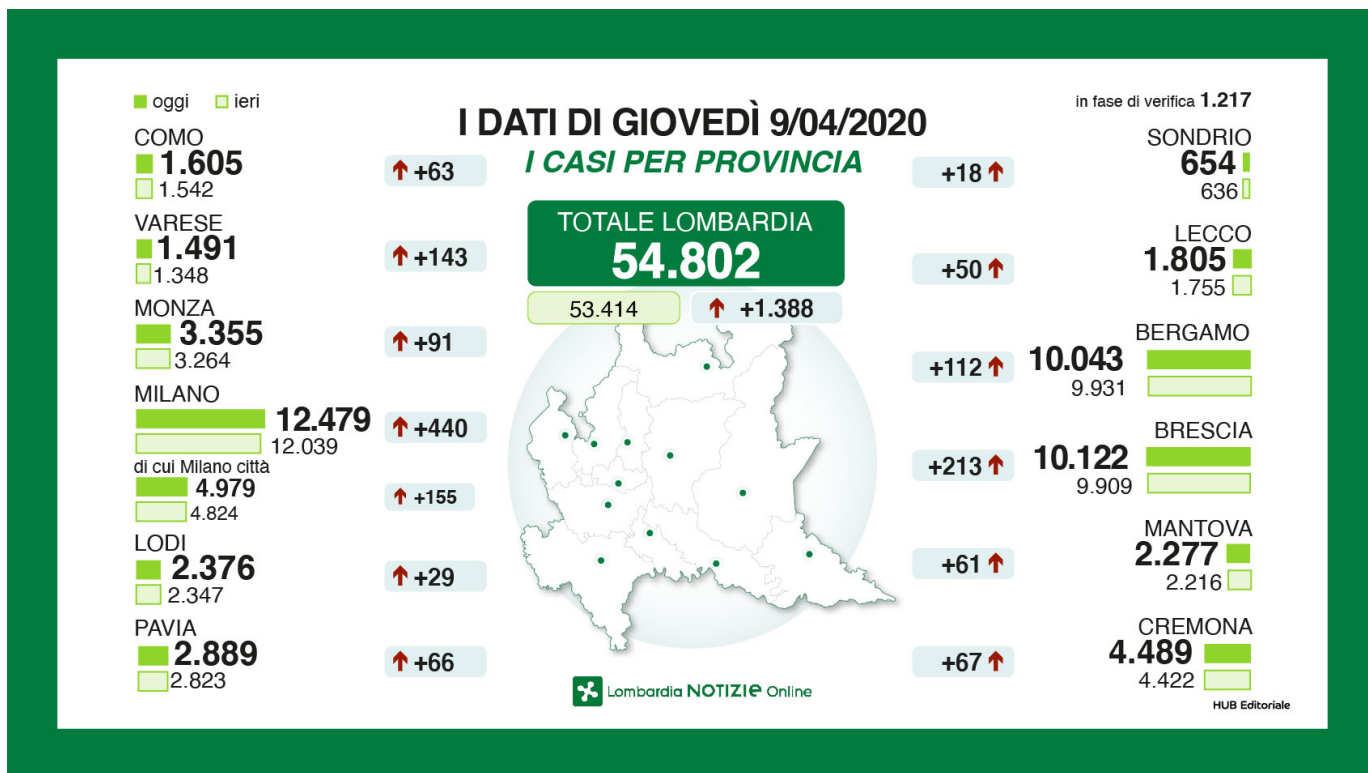 oggi ieri
I DATI DI GIOVEDÌ 9/04/2020
I CASI PER PROVINCIA
in fase di verifica 1.217
TOTALE LOMBARDIA
54.802
53.414 +1.388
COMO
1.605
1.542
+63
VARESE
1.491
1.348
+143
MONZA
3.355
3.264
+91
MILANO
12.479
12.039
+440
di cui Milano città
4.979
4.824
+155
LODI
2.376
2.347
+29
PAVIA
2.889
2.823
+66
SONDRIO
654
636
+18
LECCO
1.805
1.755
+50
BERGAMO
10.043
9.931
+112
BRESCIA
10.122
9.909
+213
MANTOVA
2.277
2.216
+61
CREMONA
4.489
4.422
+67
Lombardia NOTIZIE Online
HUB Editoriale